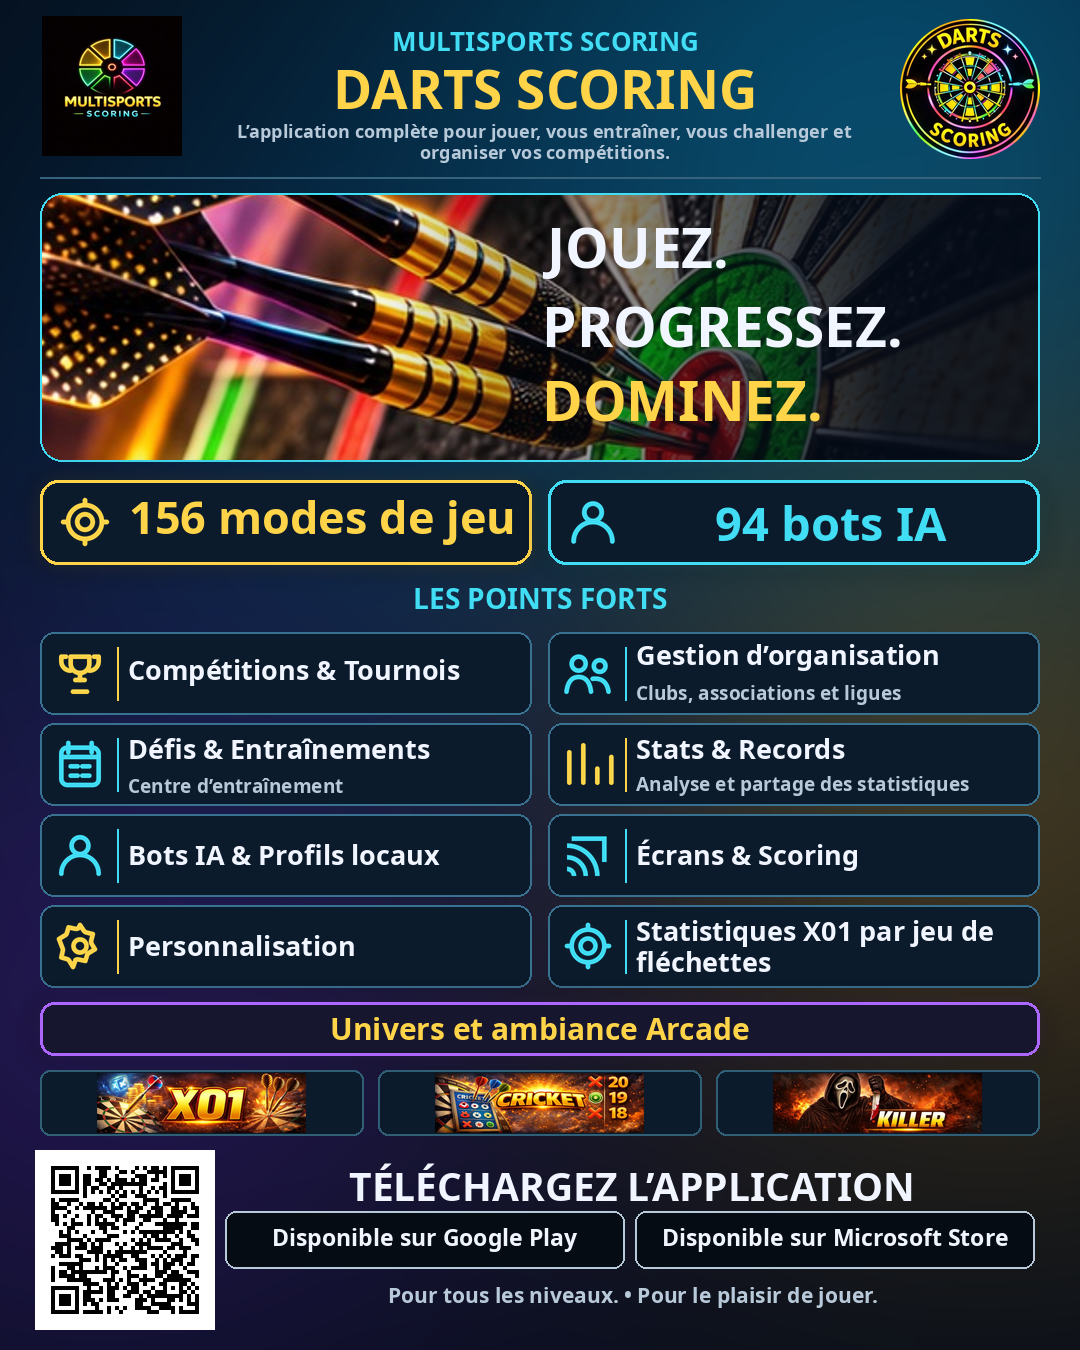 MULTISPORTS
SCORING
MULTISPORTS SCORING
DARTS SCORING
L’application complète pour jouer, vous entraîner, vous challenger et
organiser vos compétitions.
DARTS
SCORING
JOUEZ.
PROGRESSEZ.
DOMINEZ.
156 modes de jeu
94 bots IA
LES POINTS FORTS
Compétitions & Tournois
Gestion d’organisation
Clubs, associations et ligues
Défis & Entraînements
Centre d’entraînement
Stats & Records
Analyse et partage des statistiques
Bots IA & Profils locaux
Écrans & Scoring
Personnalisation
Statistiques X01 par jeu de
fléchettes
Univers et ambiance Arcade
X01
CRICKET
CRICKET
20
19
18
KILLER
TÉLÉCHARGEZ L’APPLICATION
Disponible sur Google Play
Disponible sur Microsoft Store
Pour tous les niveaux. • Pour le plaisir de jouer.